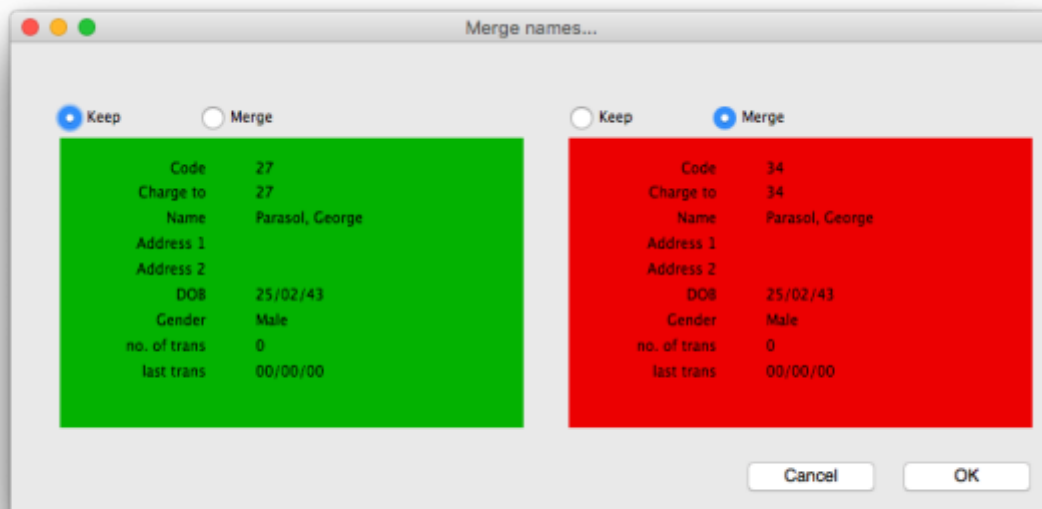 Merge names...
Keep Merge Keep Merge
Code 27 Code 34
Charge to 27 Charge to 34
Name Parasol, George Name Parasol, George
Address 1 Address 1
Address 2 Address 2
DOB 25/02/43 DOB 25/02/43
Gender Male Gender Male
no. of trans 0 no. of trans 0
last trans 00/00/00 last trans 00/00/00
Cancel OK